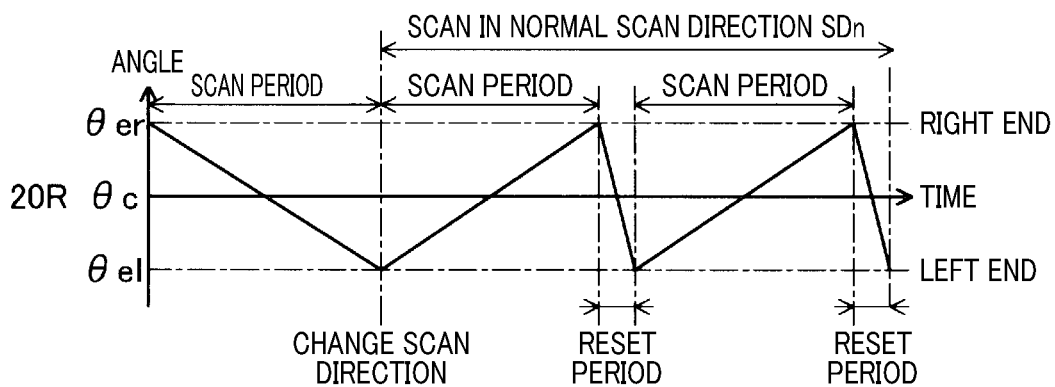 SCAN IN NORMAL SCAN DIRECTION SDn
ANGLE
SCAN PERIOD
SCAN PERIOD
SCAN PERIOD
θ er
RIGHT END
20R θ c
TIME
θ el
LEFT END
CHANGE SCAN
DIRECTION
RESET
PERIOD
RESET
PERIOD